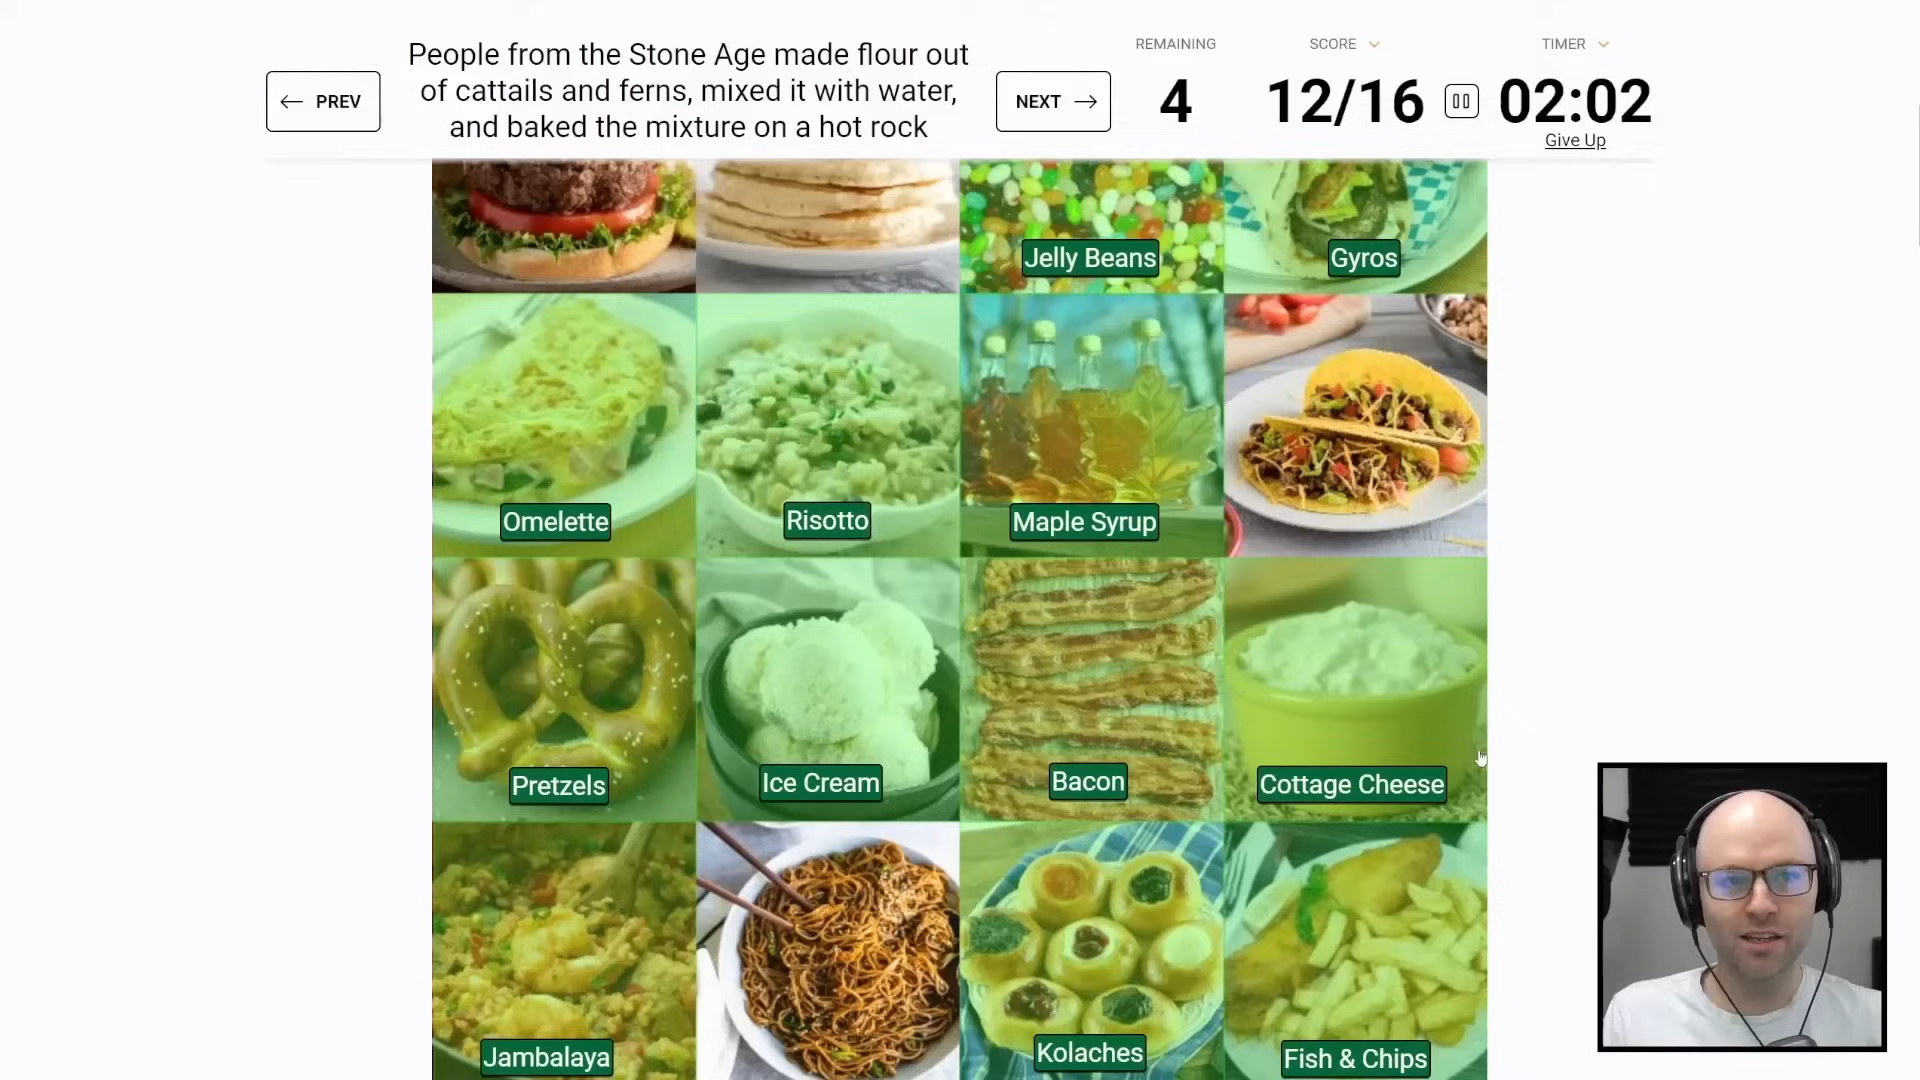 People from the Stone Age made flour out
of cattails and ferns, mixed it with water,
and baked the mixture on a hot rock
← PREV
NEXT →
REMAINING
4
SCORE
12/16
TIMER
02:02
Give Up
Jelly Beans
Gyros
Omelette
Risotto
Maple Syrup
Pretzels
Ice Cream
Bacon
Cottage Cheese
Jambalaya
Kolaches
Fish & Chips